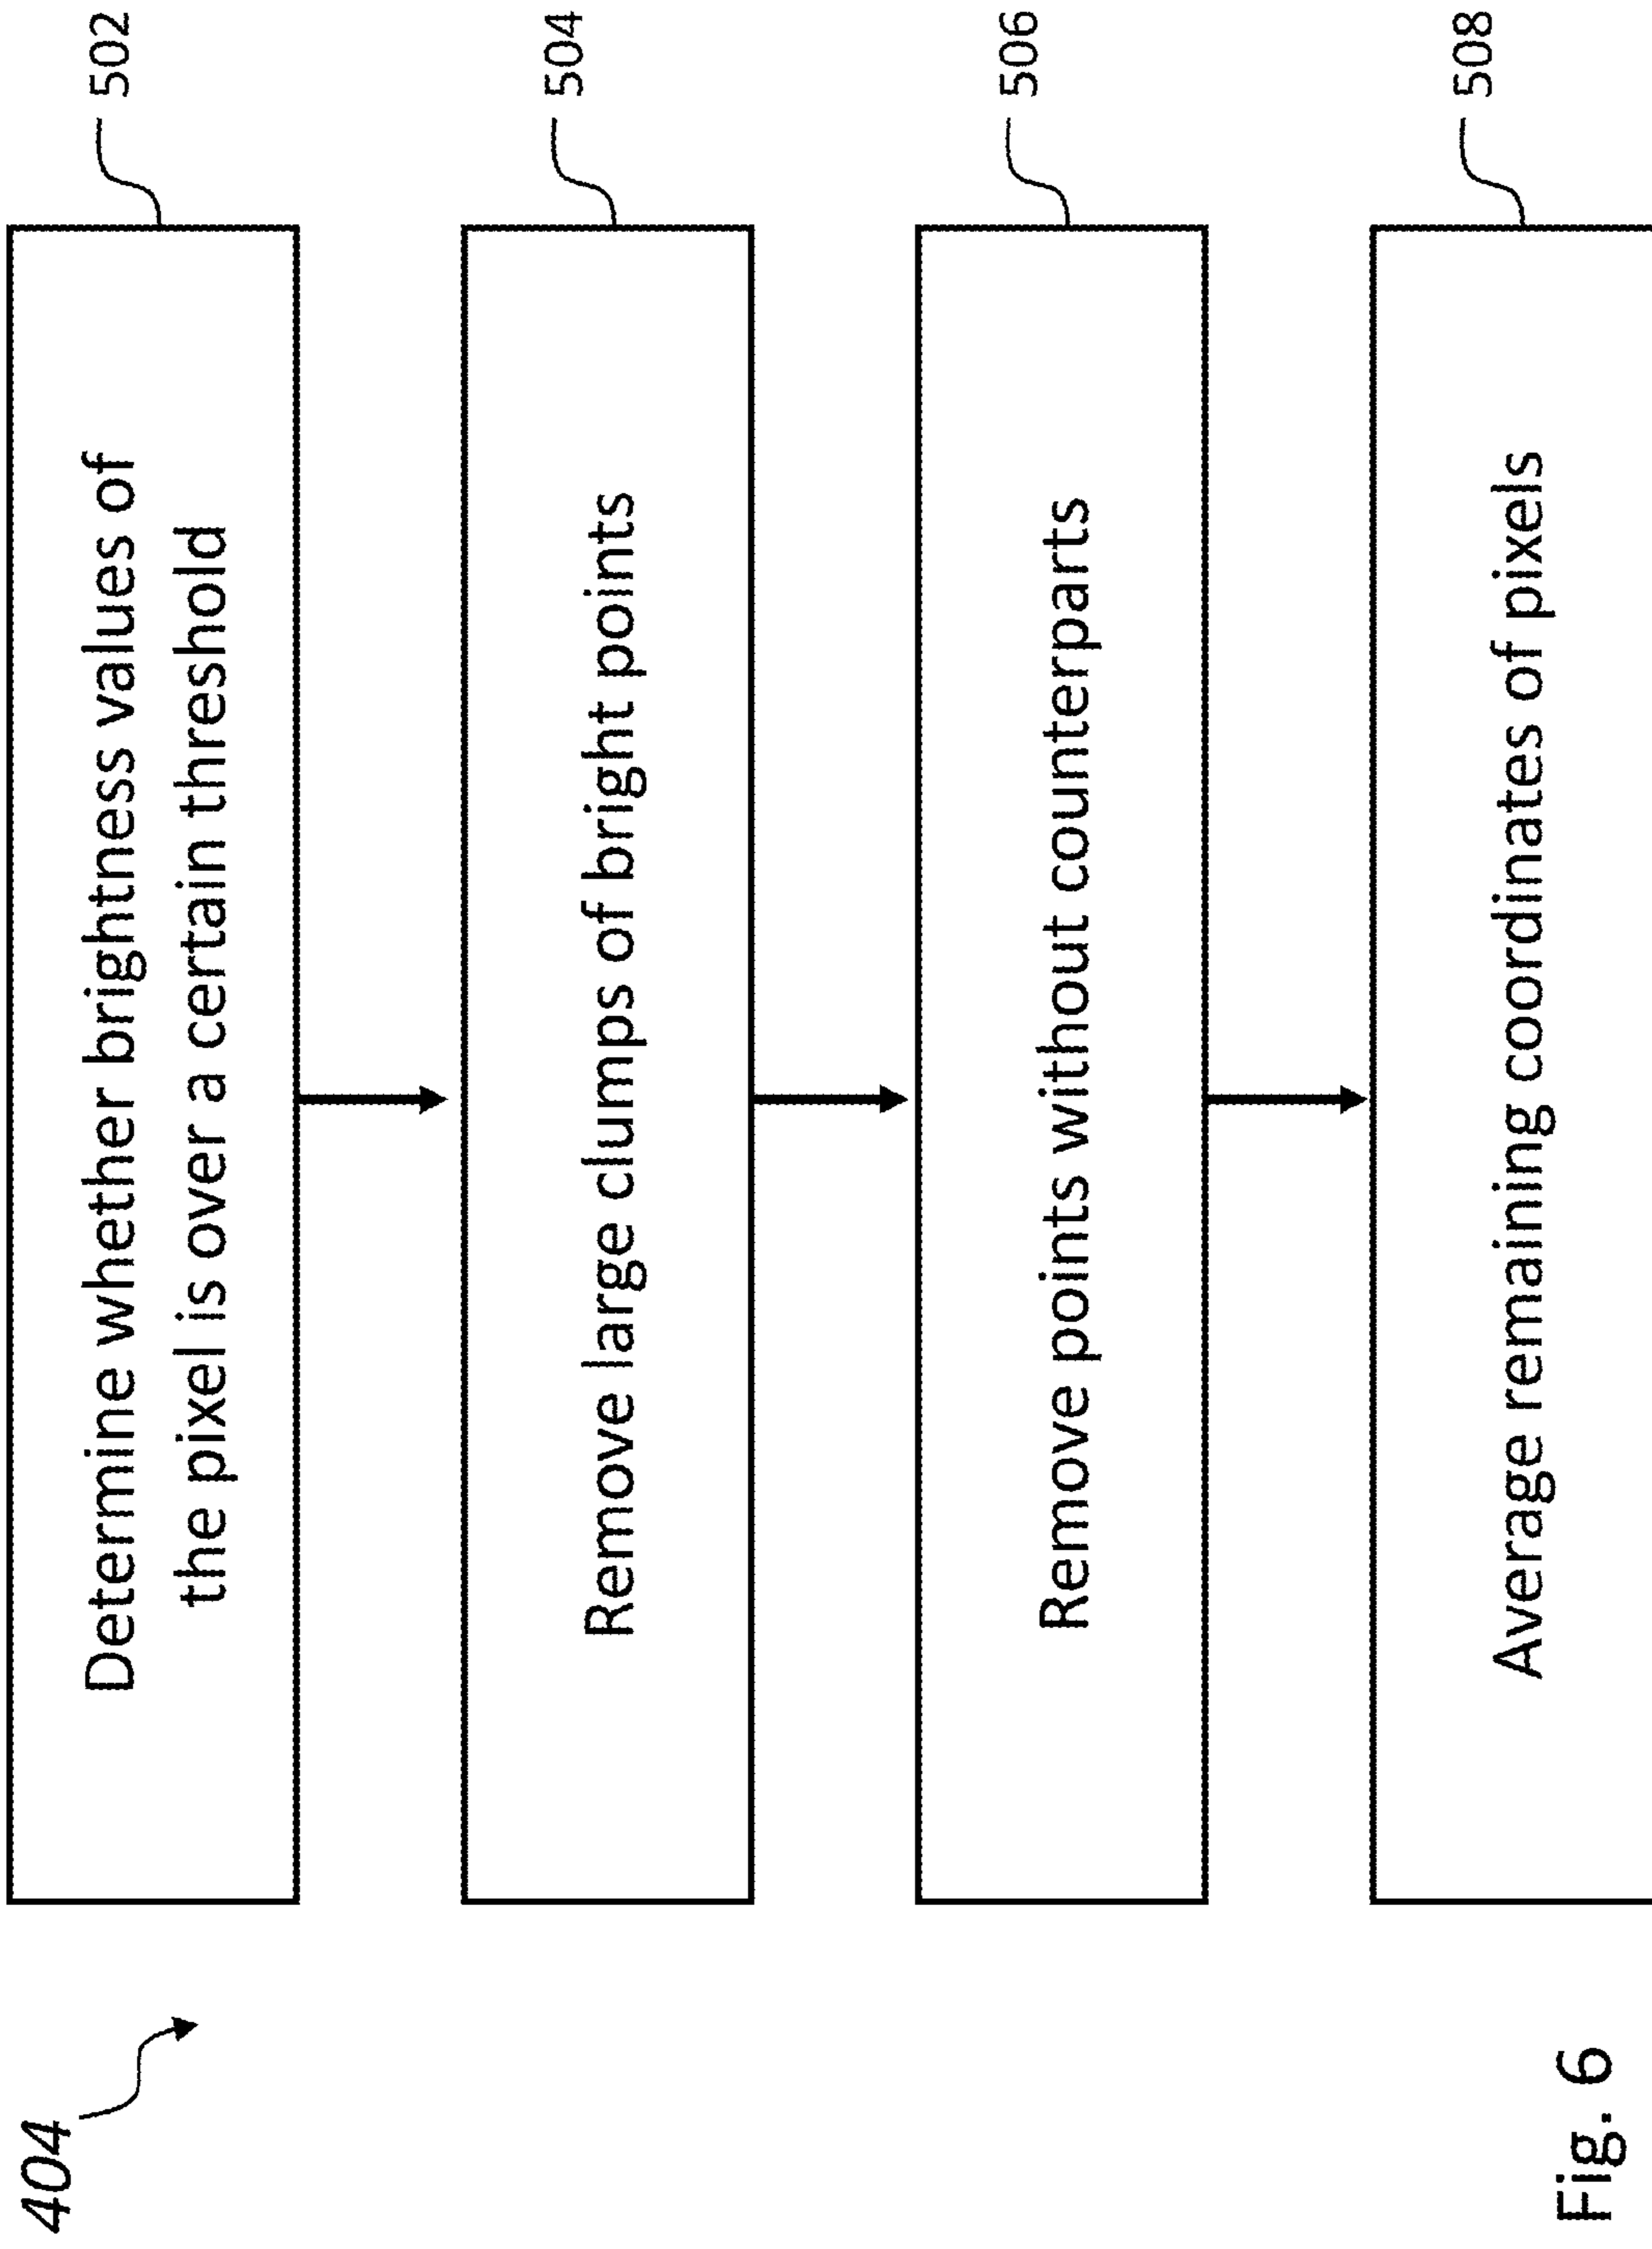 404
Determine whether brightness values of
the pixel is over a certain threshold
502
Remove large clumps of bright points
504
Remove points without counterparts
506
Average remaining coordinates of pixels
508
Fig. 6